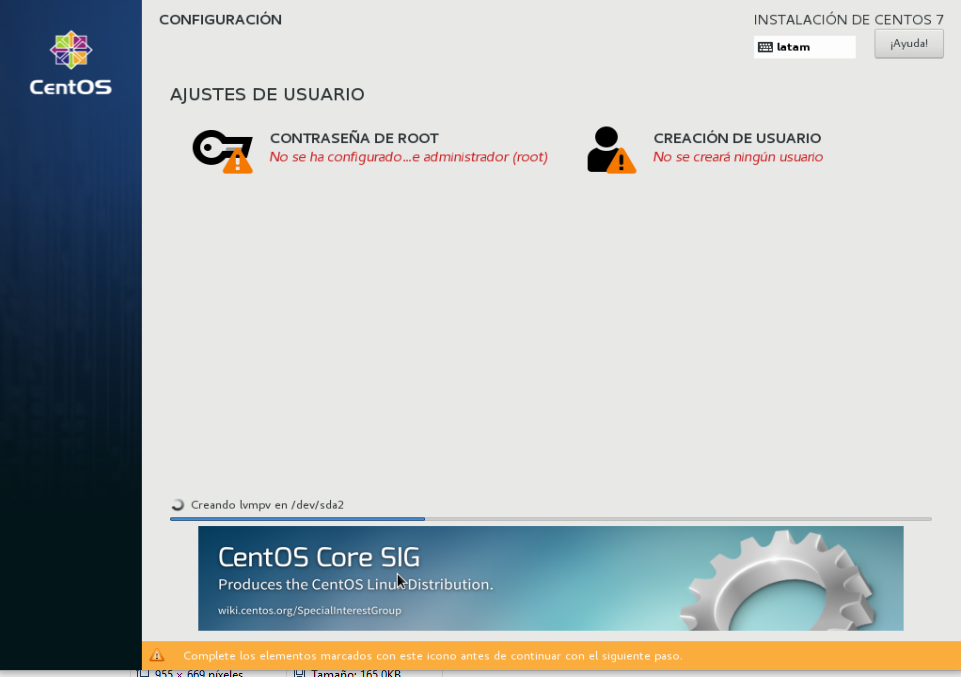 CONFIGURACIÓN
INSTALACIÓN DE CENTOS 7
latam
¡Ayuda!
CentOS
AJUSTES DE USUARIO
CONTRASEÑA DE ROOT
No se ha configurado...e administrador (root)
CREACIÓN DE USUARIO
No se creará ningún usuario
Creando lvmpv en /dev/sda2
CentOS Core SIG
Produces the CentOS Linux Distribution.
wiki.centos.org/SpecialInterestGroup
Complete los elementos marcados con este icono antes de continuar con el siguiente paso.
955 × 669 píxeles
Tamaño: 165,0KB